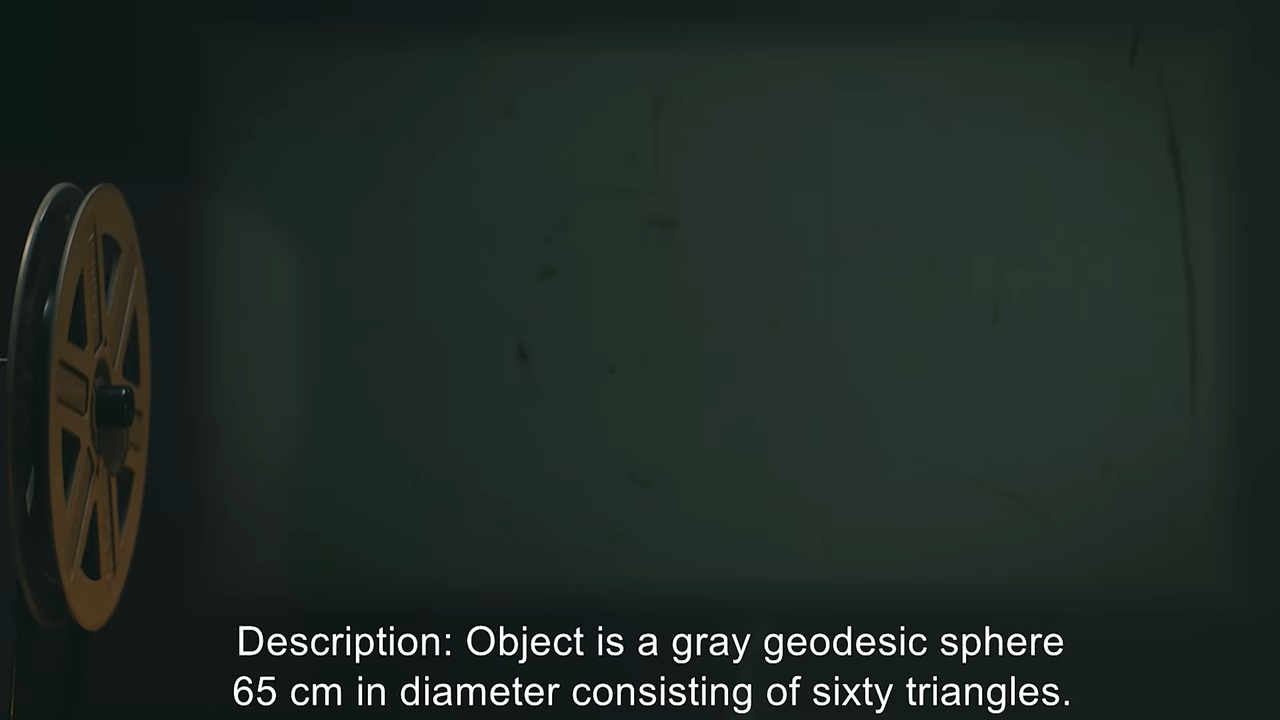 Description: Object is a gray geodesic sphere
65 cm in diameter consisting of sixty triangles.